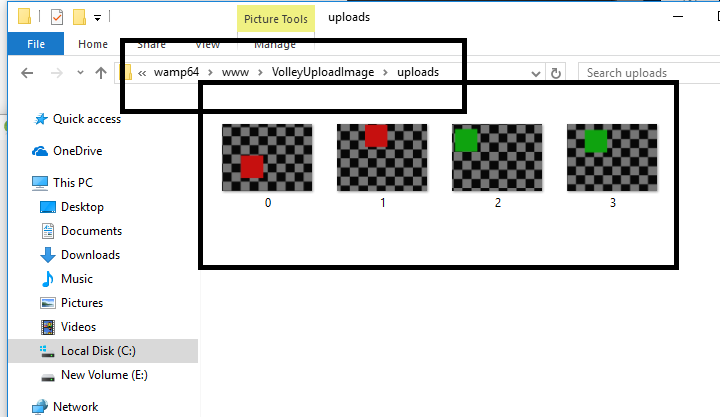 Picture Tools uploads
File Home Share View Manage
« wamp64 > www > VolleyUploadImage > uploads Search uploads
Quick access
OneDrive
This PC
Desktop
Documents
Downloads
Music
Pictures
Videos
Local Disk (C:)
New Volume (E:)
Network
0 1 2 3